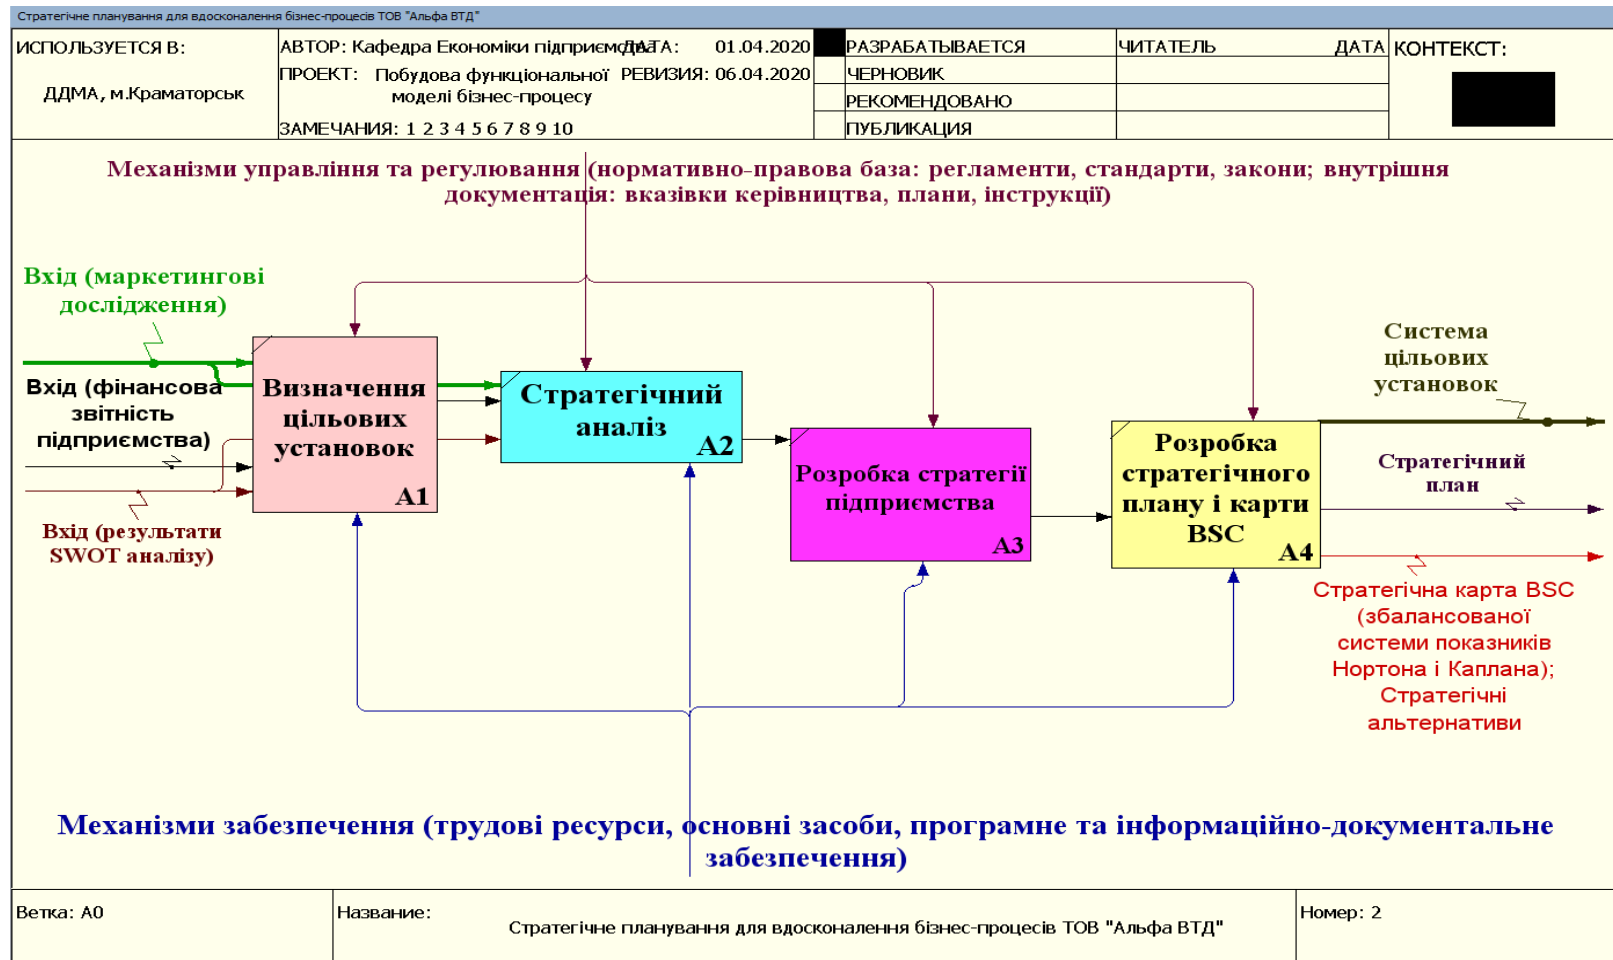 Стратегічне планування для вдосконалення бізнес-процесів ТОВ "Альфа ВТД"
ИСПОЛЬЗУЕТСЯ В:
ДДМА, м.Краматорськ
АВТОР: Кафедра Економіки підприємства
ДАТА: 01.04.2020
ПРОЕКТ: Побудова функціональної
моделі бізнес-процесу
РЕВИЗИЯ: 06.04.2020
ЗАМЕЧАНИЯ: 1 2 3 4 5 6 7 8 9 10
РАЗРАБАТЫВАЕТСЯ
ЧЕРНОВИК
РЕКОМЕНДОВАНО
ПУБЛИКАЦИЯ
ЧИТАТЕЛЬ ДАТА
КОНТЕКСТ:
Механізми управління та регулювання (нормативно-правова база: регламенти, стандарти, закони; внутрішня
документація: вказівки керівництва, плани, інструкції)
Вхід (маркетингові
дослідження)
Вхід (фінансова
звітність
підприємства)
Вхід (результати
SWOT аналізу)
Визначення
цільових
установок
A1
Стратегічний
аналіз
A2
Розробка стратегії
підприємства
A3
Розробка
стратегічного
плану і карти
BSC
A4
Система
цільових
установок
Стратегічний
план
Стратегічна карта BSC
(збалансованої
системи показників
Нортона і Каплана);
Стратегічні
альтернативи
Механізми забезпечення (трудові ресурси, основні засоби, програмне та інформаційно-документальне
забезпечення)
Ветка: A0
Название:
Стратегічне планування для вдосконалення бізнес-процесів ТОВ "Альфа ВТД"
Номер: 2